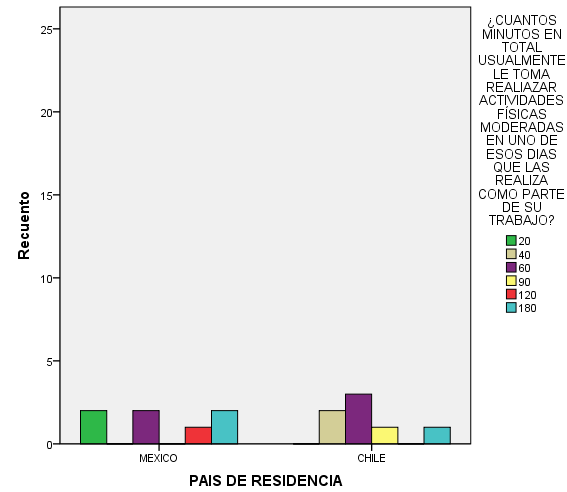 ¿CUANTOS
MINUTOS EN
TOTAL
USUALMENTE
LE TOMA
REALIAZAR
ACTIVIDADES
FÍSICAS
MODERADAS
EN UNO DE
ESOS DIAS
QUE LAS
REALIZA
COMO PARTE
DE SU
TRABAJO?
20
40
60
90
120
180
Recuento
25
20
15
10
5
0
MEXICO
CHILE
PAIS DE RESIDENCIA